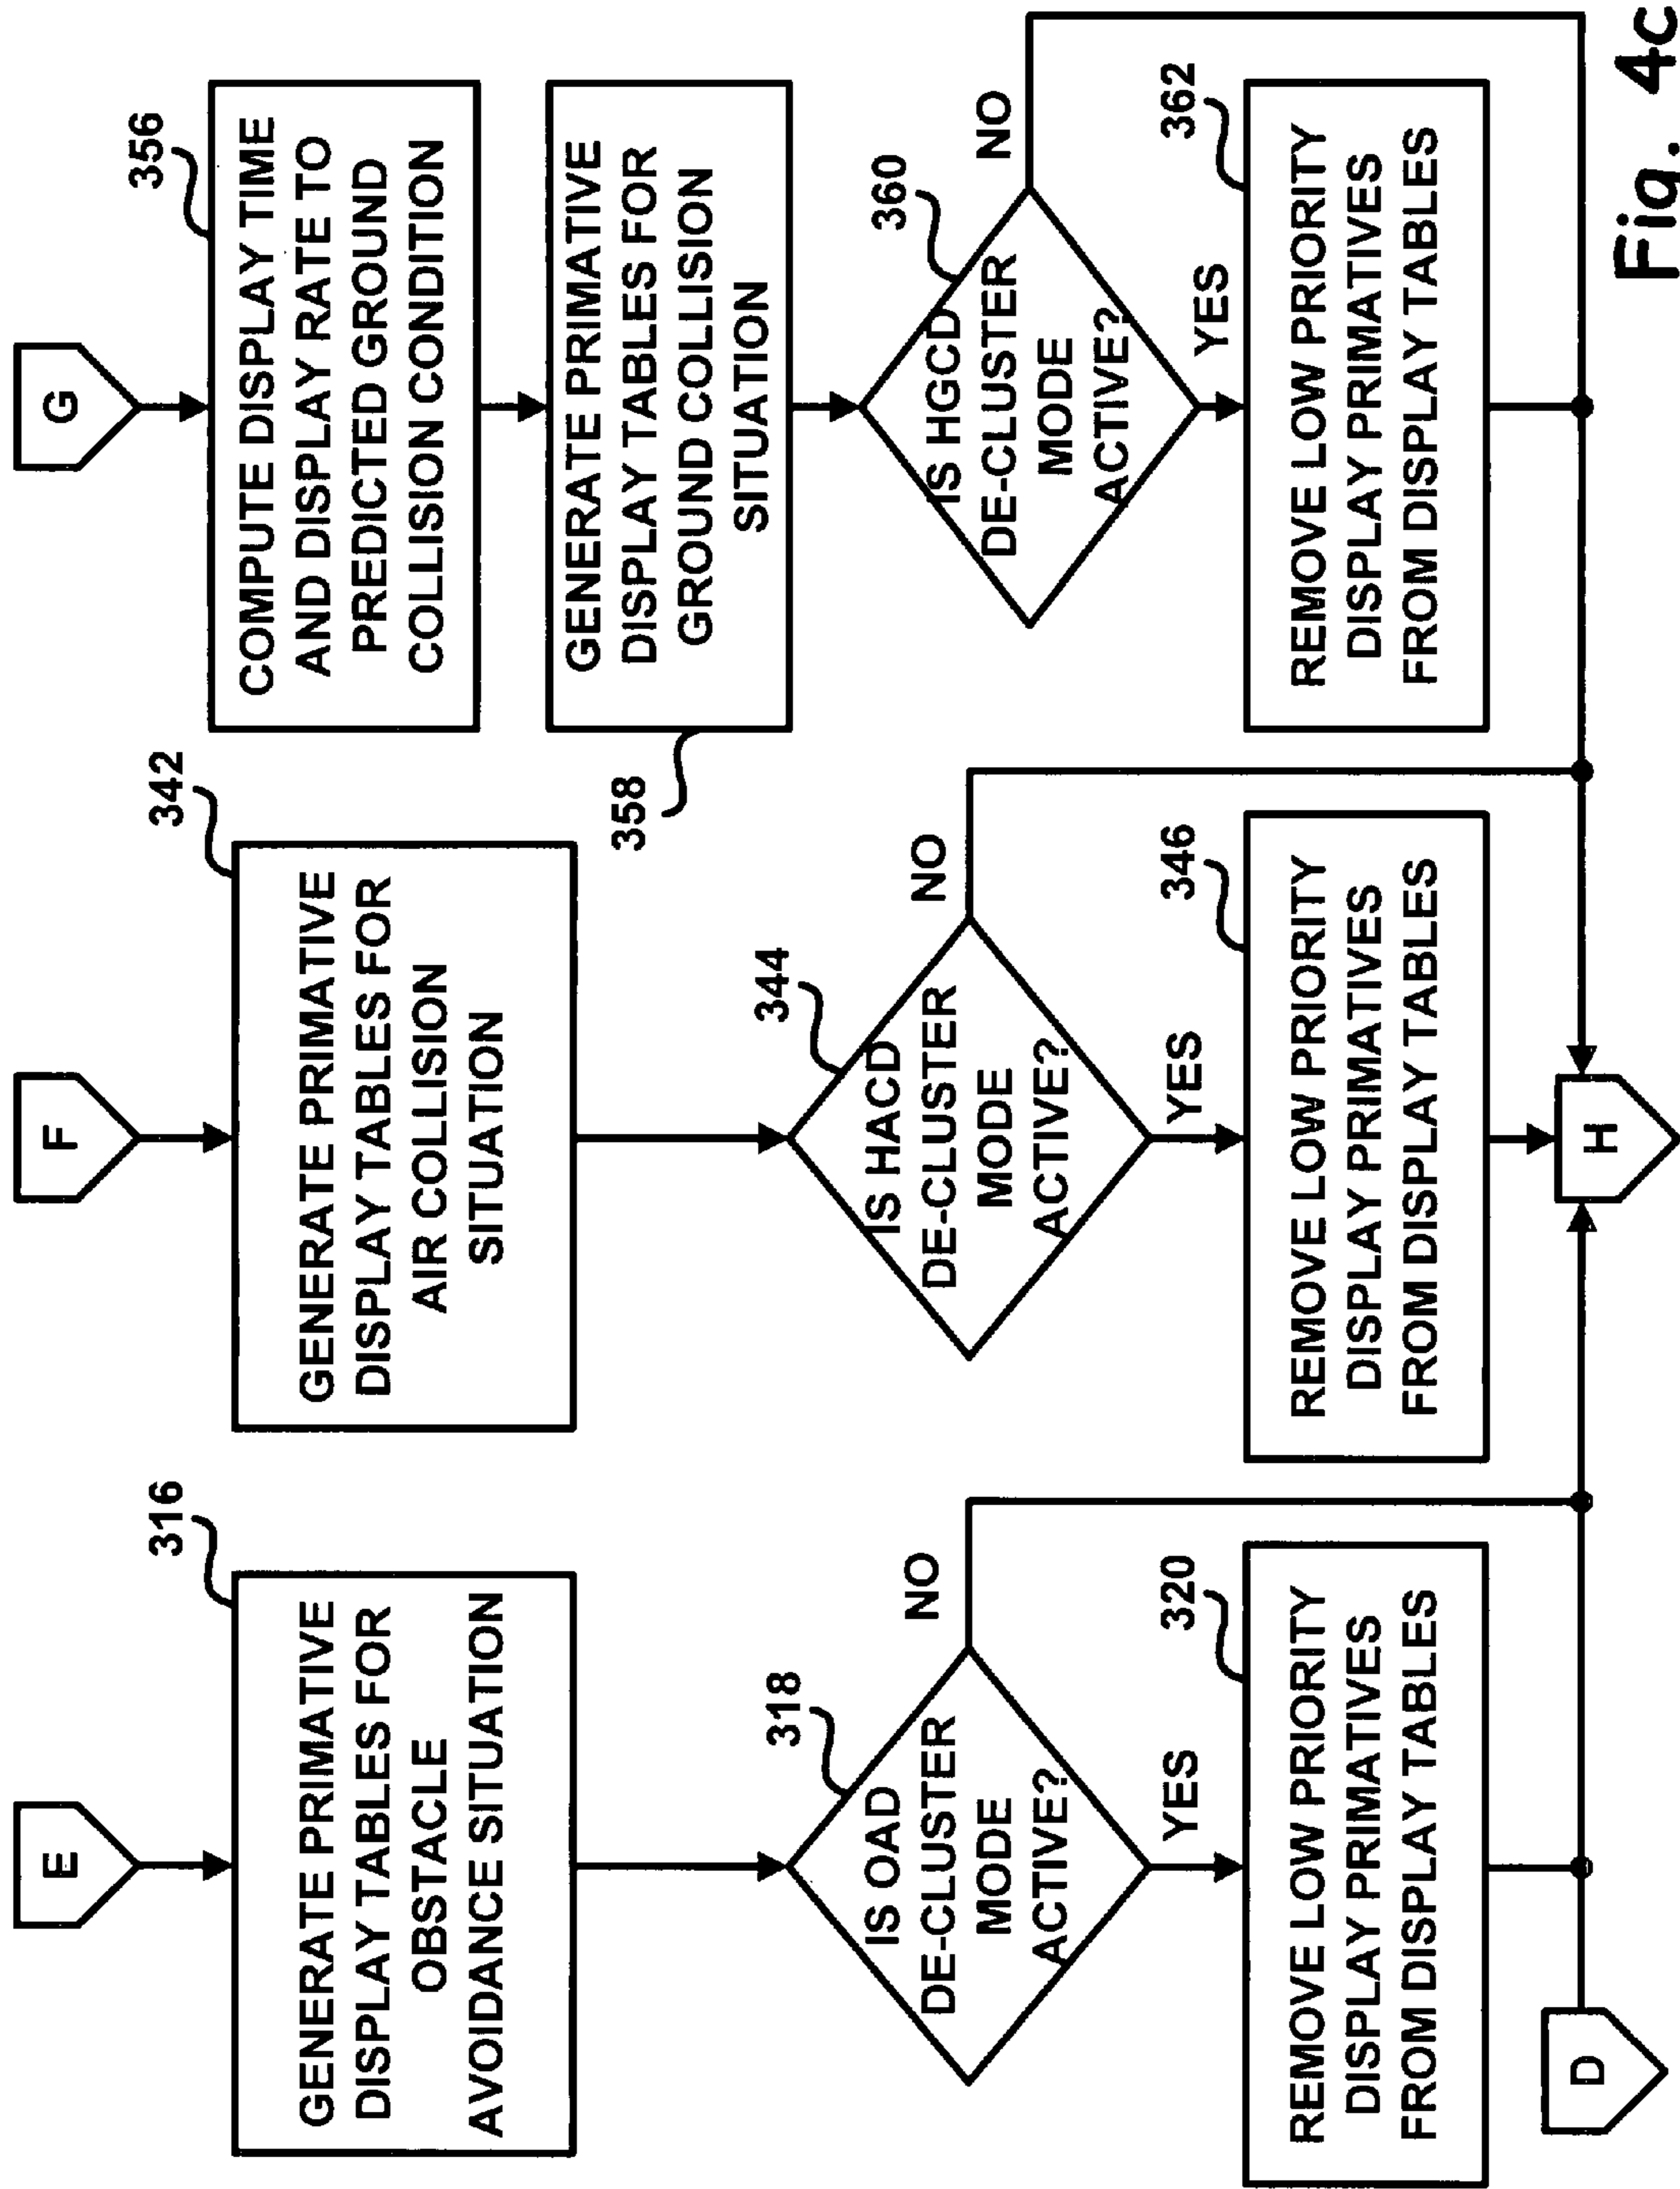 E
316
GENERATE PRIMATIVE
DISPLAY TABLES FOR
OBSTACLE
AVOIDANCE SITUATION
318
IS OAD
DE-CLUSTER
MODE
ACTIVE?
NO
YES
320
REMOVE LOW PRIORITY
DISPLAY PRIMATIVES
FROM DISPLAY TABLES
D
F
342
GENERATE PRIMATIVE
DISPLAY TABLES FOR
AIR COLLISION
SITUATION
344
IS HACD
DE-CLUSTER
MODE
ACTIVE?
NO
YES
346
REMOVE LOW PRIORITY
DISPLAY PRIMATIVES
FROM DISPLAY TABLES
H
G
356
COMPUTE DISPLAY TIME
AND DISPLAY RATE TO
PREDICTED GROUND
COLLISION CONDITION
358
GENERATE PRIMATIVE
DISPLAY TABLES FOR
GROUND COLLISION
SITUATION
360
IS HGCD
DE-CLUSTER
MODE
ACTIVE?
NO
YES
362
REMOVE LOW PRIORITY
DISPLAY PRIMATIVES
FROM DISPLAY TABLES
Fig. 4c